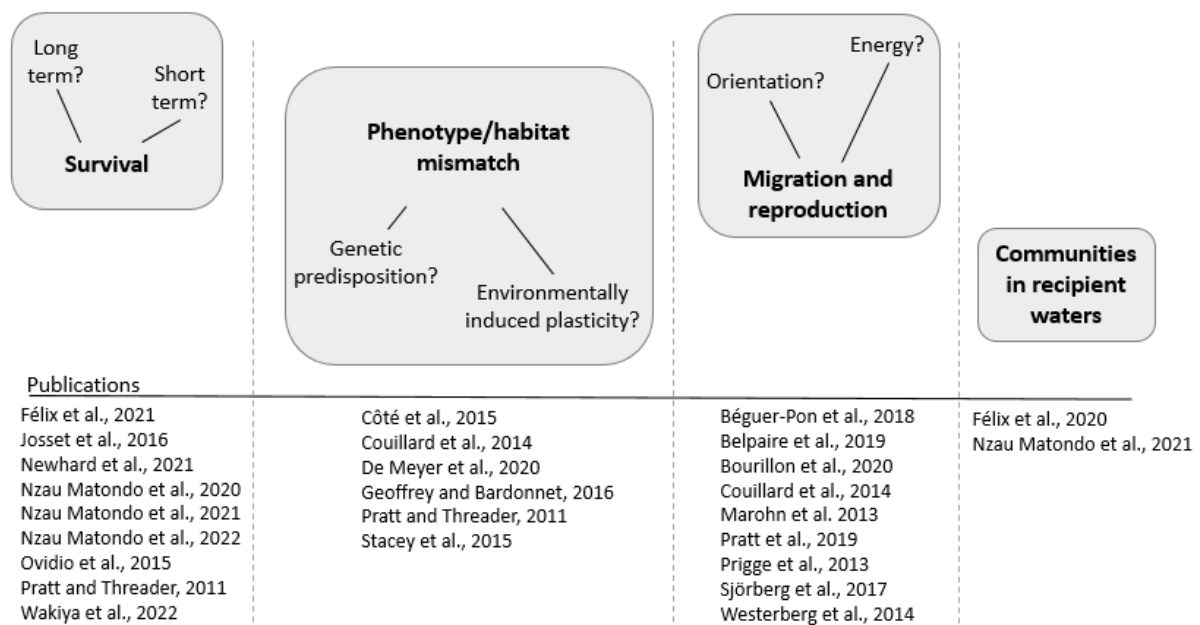 Long
term?
Short
term?
Survival
Phenotype/habitat
mismatch
Genetic
predisposition?
Environmentally
induced plasticity?
Energy?
Orientation?
Migration and
reproduction
Communities
in recipient
waters
Publications
Félix et al., 2021
Josset et al., 2016
Newhard et al., 2021
Nzau Matondo et al., 2020
Nzau Matondo et al., 2021
Nzau Matondo et al., 2022
Ovidio et al., 2015
Pratt and Threader, 2011
Wakiya et al., 2022
Côté et al., 2015
Couillard et al., 2014
De Meyer et al., 2020
Geoffrey and Bardonnet, 2016
Pratt and Threader, 2011
Stacey et al., 2015
Béguer-Pon et al., 2018
Belpaire et al., 2019
Bourillon et al., 2020
Couillard et al., 2014
Marohn et al. 2013
Pratt et al., 2019
Prigge et al., 2013
Sjörberg et al., 2017
Westerberg et al., 2014
Félix et al., 2020
Nzau Matondo et al., 2021